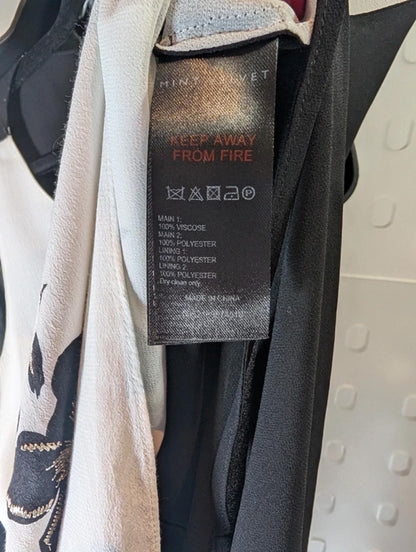 MINT VELVET
KEEP AWAY
FROM FIRE
MAIN 1:
100% VISCOSE
MAIN 2:
100% POLYESTER
LINING 1:
100% POLYESTER
LINING 2:
100% POLYESTER
Dry clean only.
MADE IN CHINA